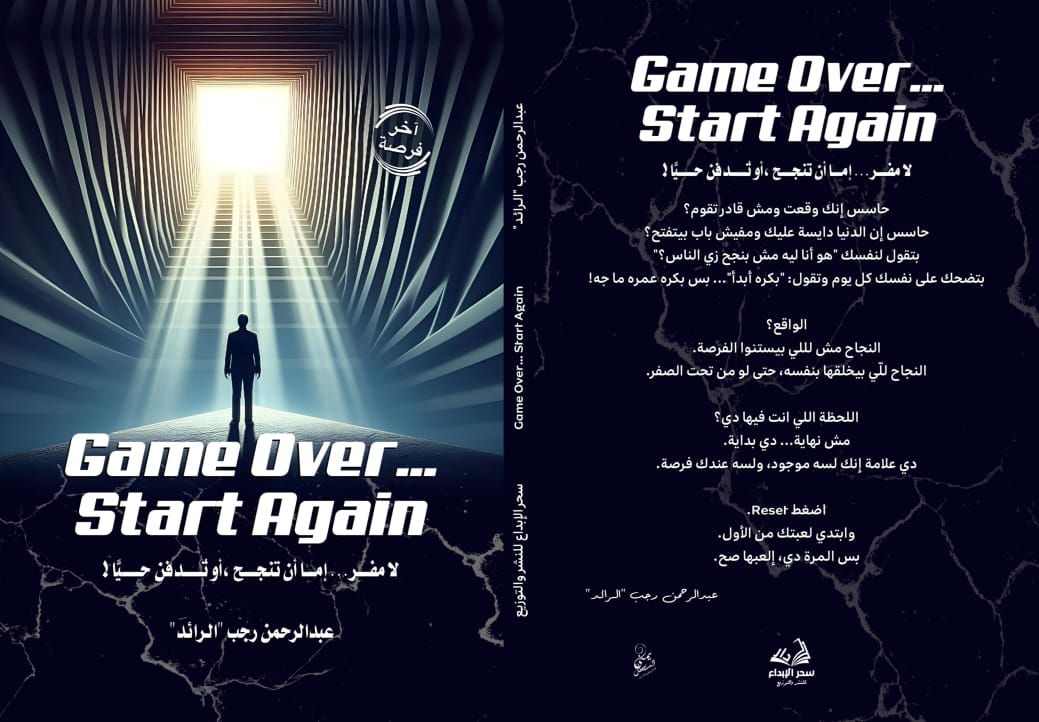 آخر
فرصة
Game Over...
Start Again
لا مفر... إما أن تنجح ،أو تُدفن حيًّا !
عبدالرحمن رجب "الرائد"
عبدالرحمن رجب "الرائد"
Game Over... Start Again
سحر الإبداع للنشر والتوزيع
Game Over...
Start Again
لا مفر... إما أن تنجح ،أو تُدفن حيًّا !
حاسس إنك وقعت ومش قادر تقوم؟
حاسس إن الدنيا دايسة عليك ومفيش باب بيتفتح؟
بتقول لنفسك "هو أنا ليه مش بنجح زي الناس؟"
بتضحك على نفسك كل يوم وتقول: "بكره أبدأ"... بس بكره عمره ما جه!
الواقع؟
النجاح مش لللي بيستنوا الفرصة.
النجاح للّي بيخلقها بنفسه، حتى لو من تحت الصفر.
اللحظة اللي انت فيها دي؟
مش نهاية... دي بداية.
دي علامة إنك لسه موجود، ولسه عندك فرصة.
اضغط Reset.
وابتدي لعبتك من الأول.
بس المرة دي، إلعبها صح.
عبدالرحمن رجب "الرائد"
سحر الإبداع
للنشر والتوزيع